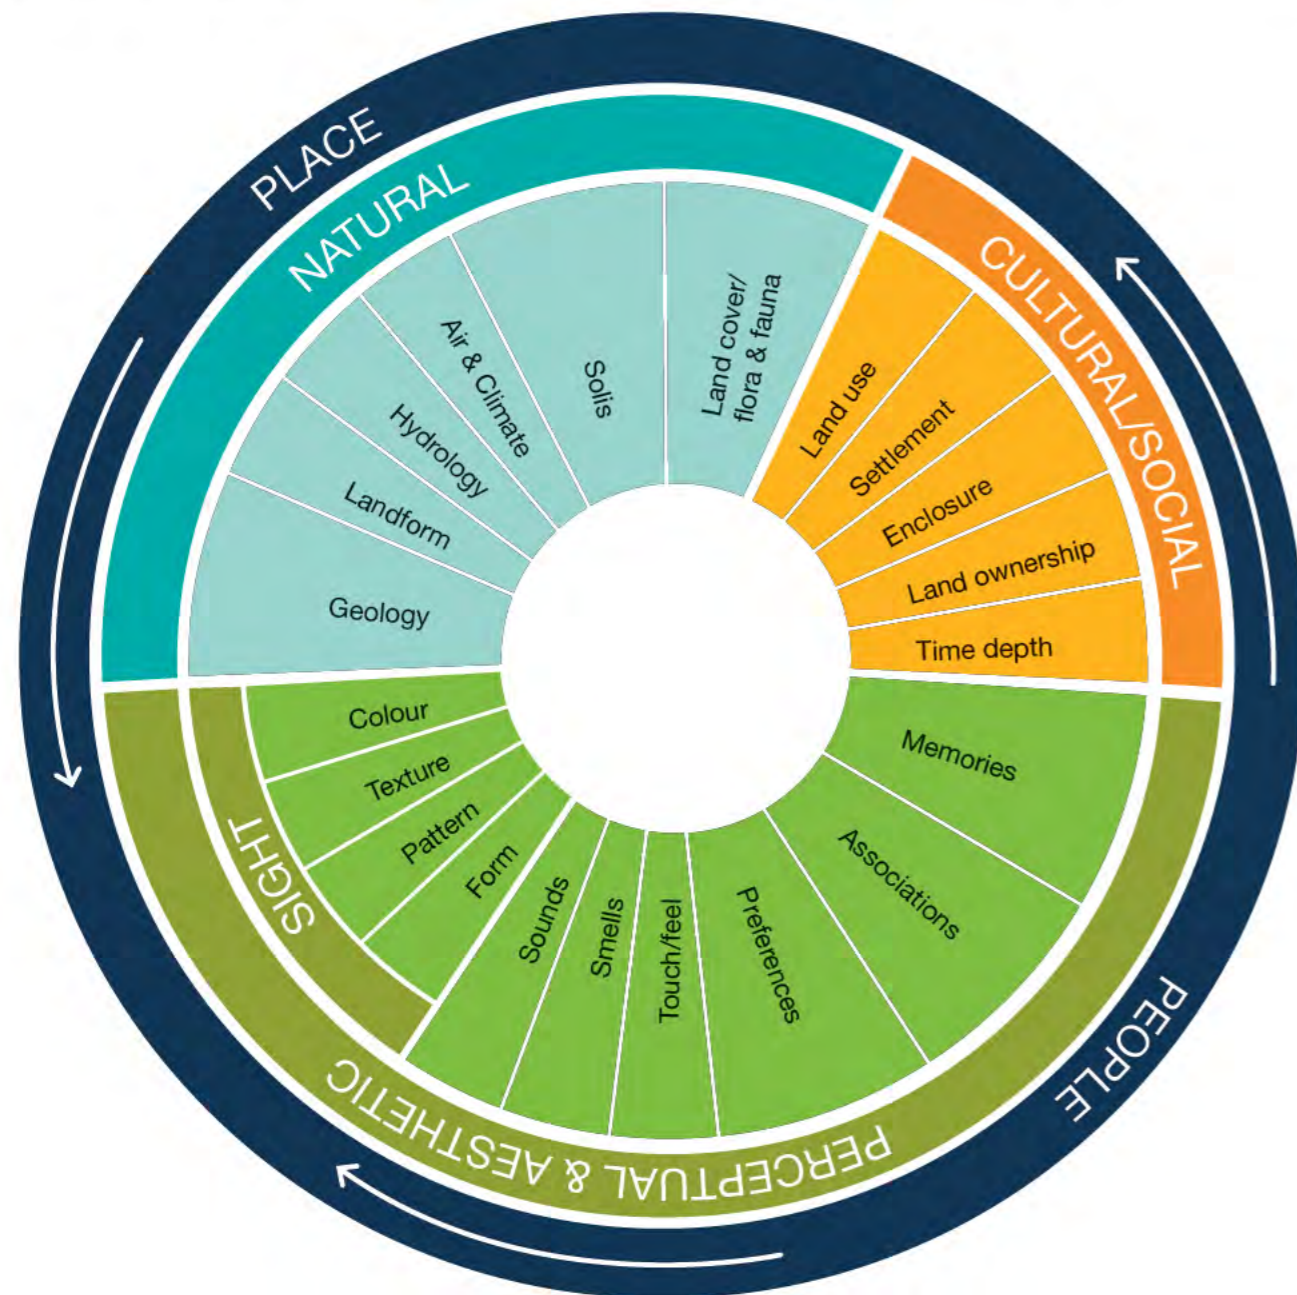 PLACE
NATURAL
Geology
Landform
Hydrology
Air & Climate
Solis
Land cover/
flora & fauna
CULTURAL/SOCIAL
Land use
Settlement
Enclosure
Land ownership
Time depth
PEOPLE
PERCEPTUAL & AESTHETIC
Memories
Associations
Preferences
Touch/feel
Smells
Sounds
SIGHT
Form
Pattern
Texture
Colour